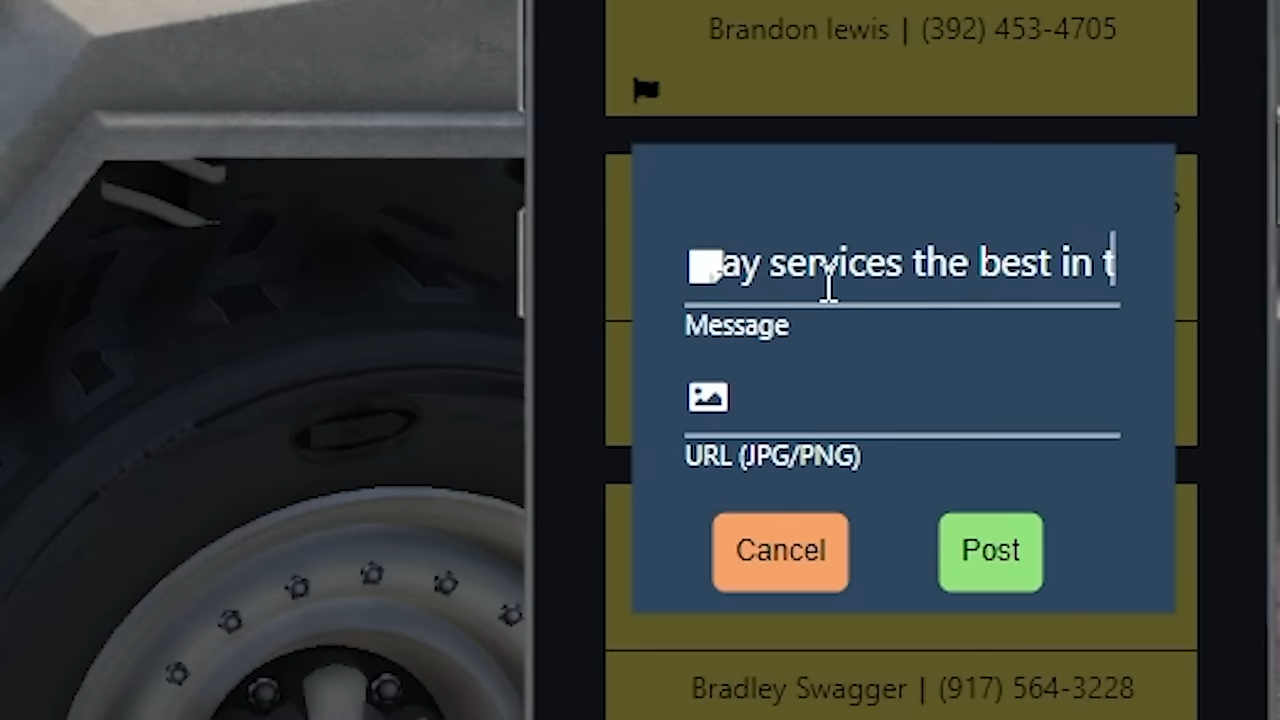 Brandon lewis | (392) 453-4705
ay services the best in t
Message
URL (JPG/PNG)
Cancel
Post
Bradley Swagger | (917) 564-3228